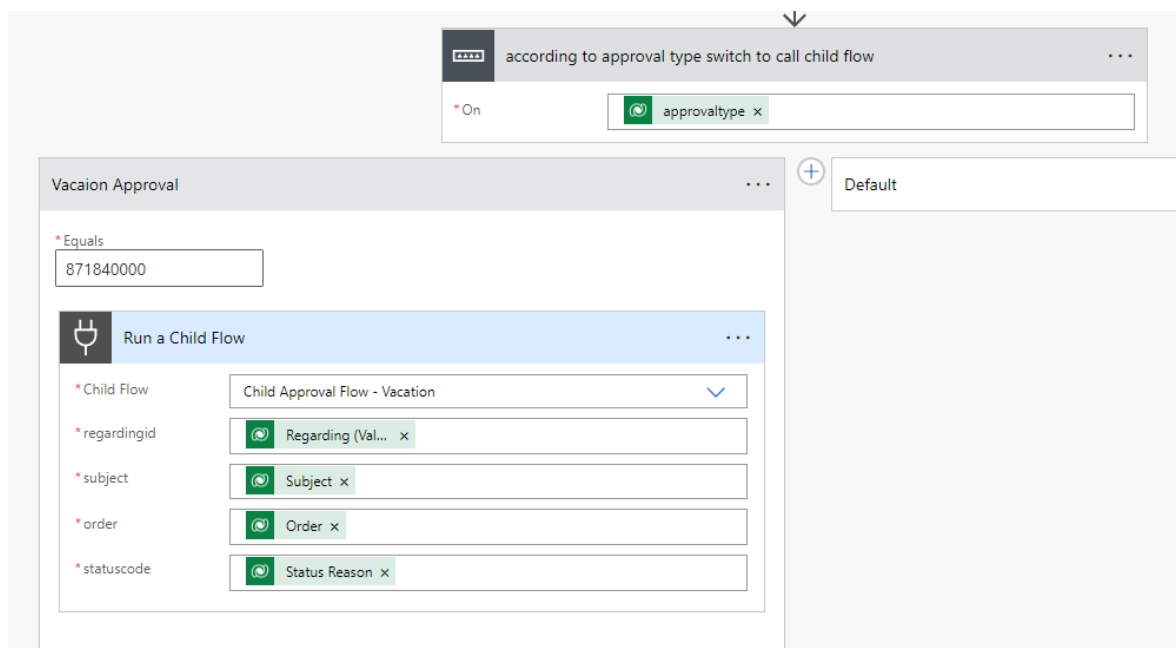 according to approval type switch to call child flow
* On
approvaltype ×
Vacaion Approval
Default
* Equals
871840000
Run a Child Flow
* Child Flow
Child Approval Flow - Vacation
* regardingid
Regarding (Val... ×
* subject
Subject ×
* order
Order ×
* statuscode
Status Reason ×